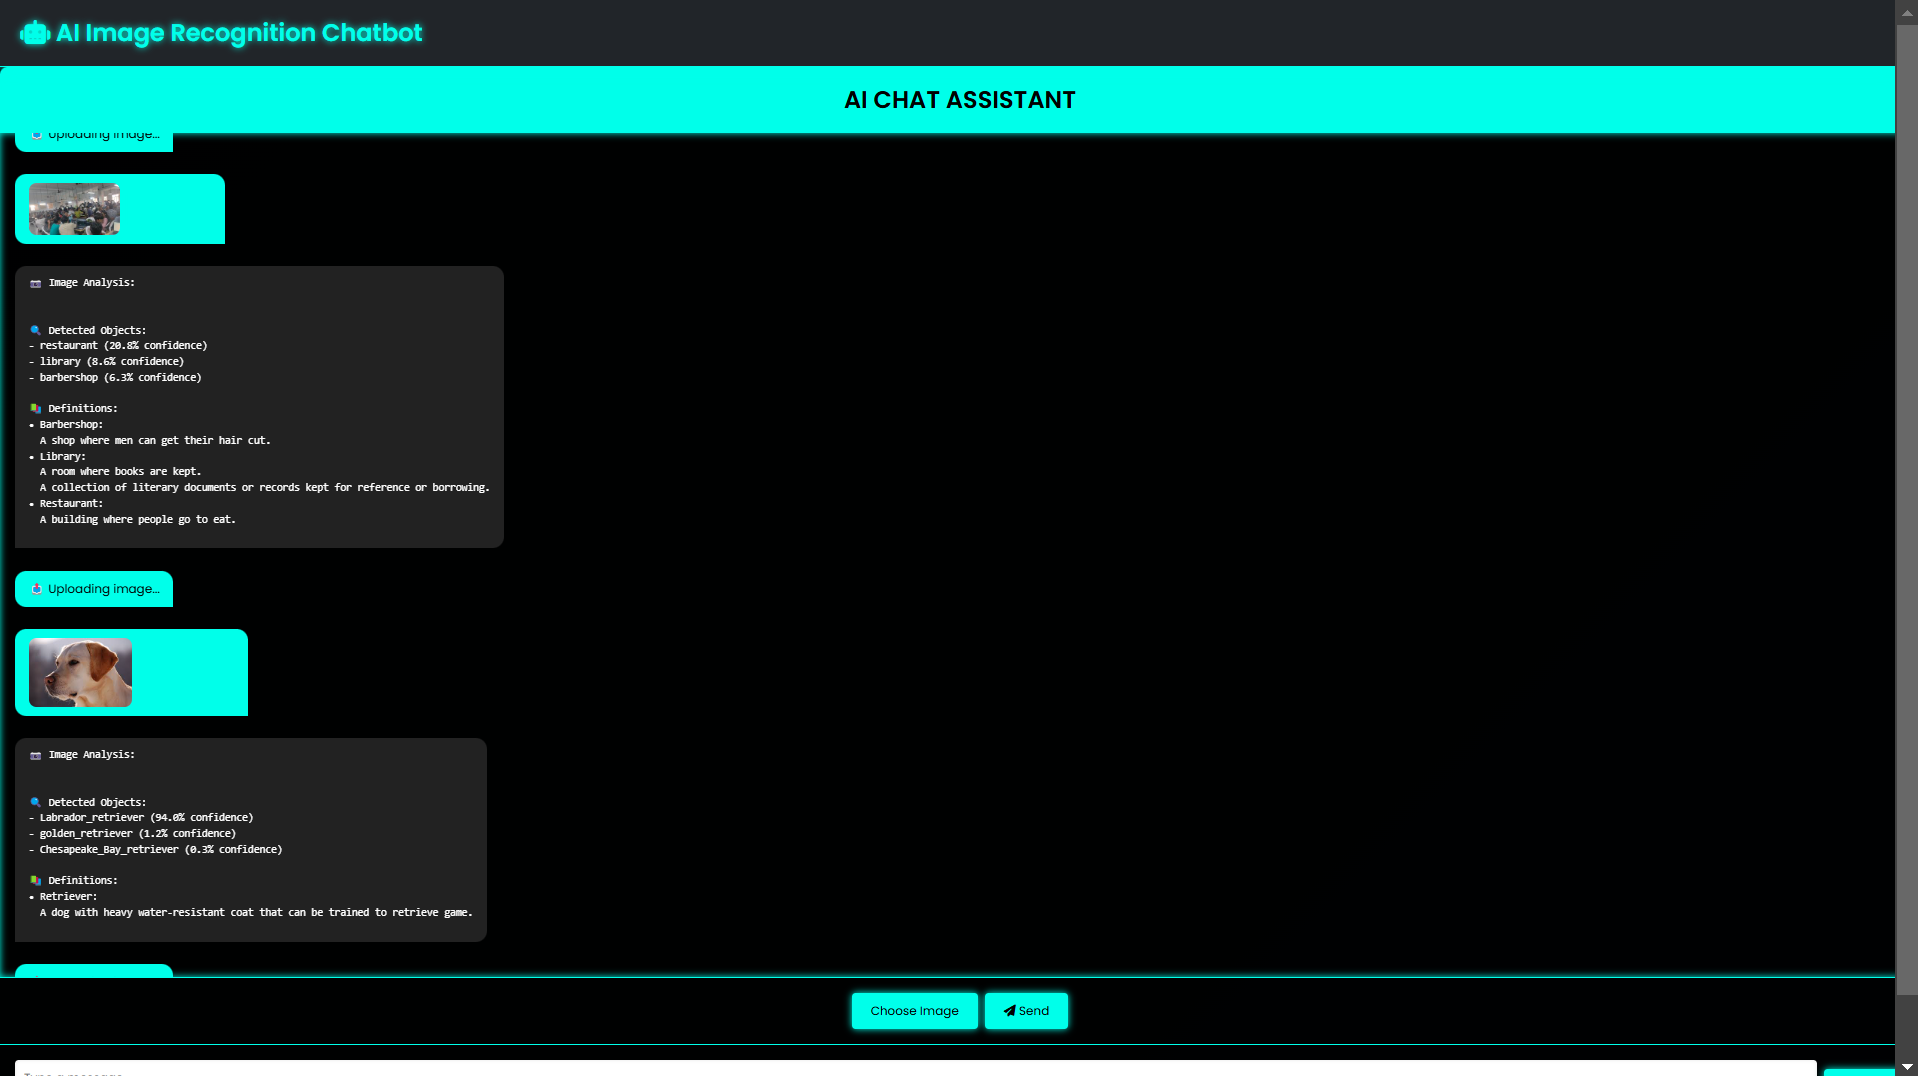 AI Image Recognition Chatbot
AI CHAT ASSISTANT
Uploading image...
Image Analysis:
Detected Objects:
- restaurant (20.8% confidence)
- library (8.6% confidence)
- barbershop (6.3% confidence)
Definitions:
• Barbershop:
A shop where men can get their hair cut.
• Library:
A room where books are kept.
A collection of literary documents or records kept for reference or borrowing.
• Restaurant:
A building where people go to eat.
Uploading image...
Image Analysis:
Detected Objects:
- Labrador_retriever (94.0% confidence)
- golden_retriever (1.2% confidence)
- Chesapeake_Bay_retriever (0.3% confidence)
Definitions:
• Retriever:
A dog with heavy water-resistant coat that can be trained to retrieve game.
Choose Image
Send
Type a message...